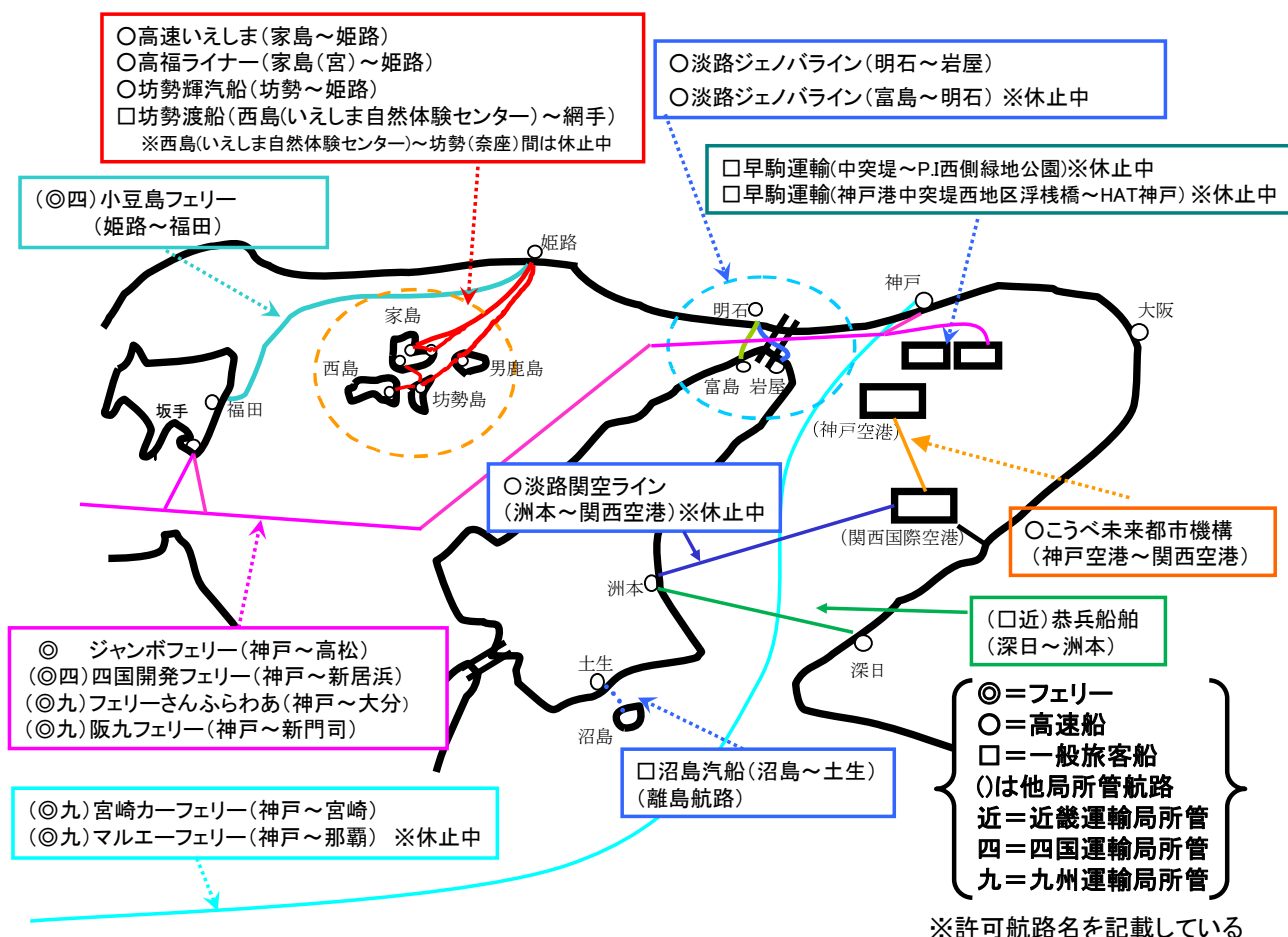 ○高速いえしま(家島～姫路)
○高福ライナー(家島(宮)～姫路)
○坊勢輝汽船(坊勢～姫路)
□坊勢渡船(西島(いえしま自然体験センター)～網手)
※西島(いえしま自然体験センター)～坊勢(奈座)間は休止中
○淡路ジェノバライン(明石～岩屋)
○淡路ジェノバライン(富島～明石) ※休止中
□早駒運輸(中突堤～P.I西側緑地公園)※休止中
□早駒運輸(神戸港中突堤西地区浮桟橋～HAT神戸) ※休止中
(◎四)小豆島フェリー
(姫路～福田)
姫路
神戸
明石
大阪
家島
西島
男鹿島
坊勢島
富島
岩屋
福田
坂手
(神戸空港)
○淡路関空ライン
(洲本～関西空港)※休止中
(関西国際空港)
○こうべ未来都市機構
(神戸空港～関西空港)
洲本
(□近)恭兵船舶
(深日～洲本)
深日
◎ ジャンボフェリー(神戸～高松)
(◎四)四国開発フェリー(神戸～新居浜)
(◎九)フェリーさんふらわあ(神戸～大分)
(◎九)阪九フェリー(神戸～新門司)
土生
沼島
□沼島汽船(沼島～土生)
(離島航路)
(◎九)宮崎カーフェリー(神戸～宮崎)
(◎九)マルエーフェリー(神戸～那覇) ※休止中
◎＝フェリー
○＝高速船
□＝一般旅客船
()は他局所管航路
近＝近畿運輸局所管
四＝四国運輸局所管
九＝九州運輸局所管
※許可航路名を記載している